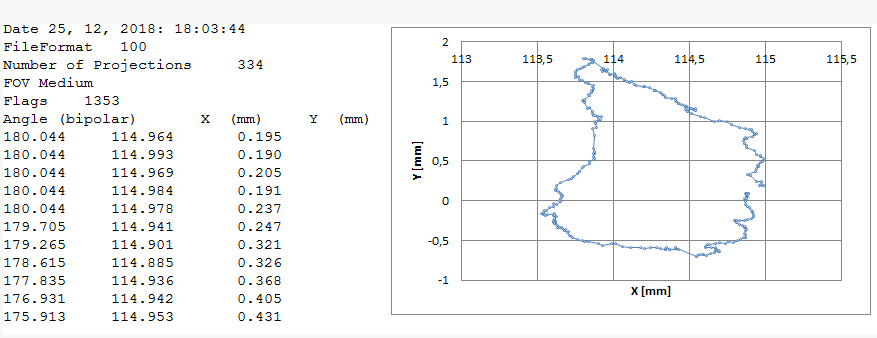 Date 25, 12, 2018: 18:03:44
FileFormat 100
Number of Projections 334
FOV Medium
Flags 1353
Angle (bipolar) X (mm) Y (mm)
180.044 114.964 0.195
180.044 114.993 0.190
180.044 114.969 0.205
180.044 114.984 0.191
180.044 114.978 0.237
179.705 114.941 0.247
179.265 114.901 0.321
178.615 114.885 0.326
177.835 114.936 0.368
176.931 114.942 0.405
175.913 114.953 0.431
2
113 113,5 114 114,5 115 115,5
1,5
1
0,5
0
-0,5
-1
Y [mm]
X [mm]